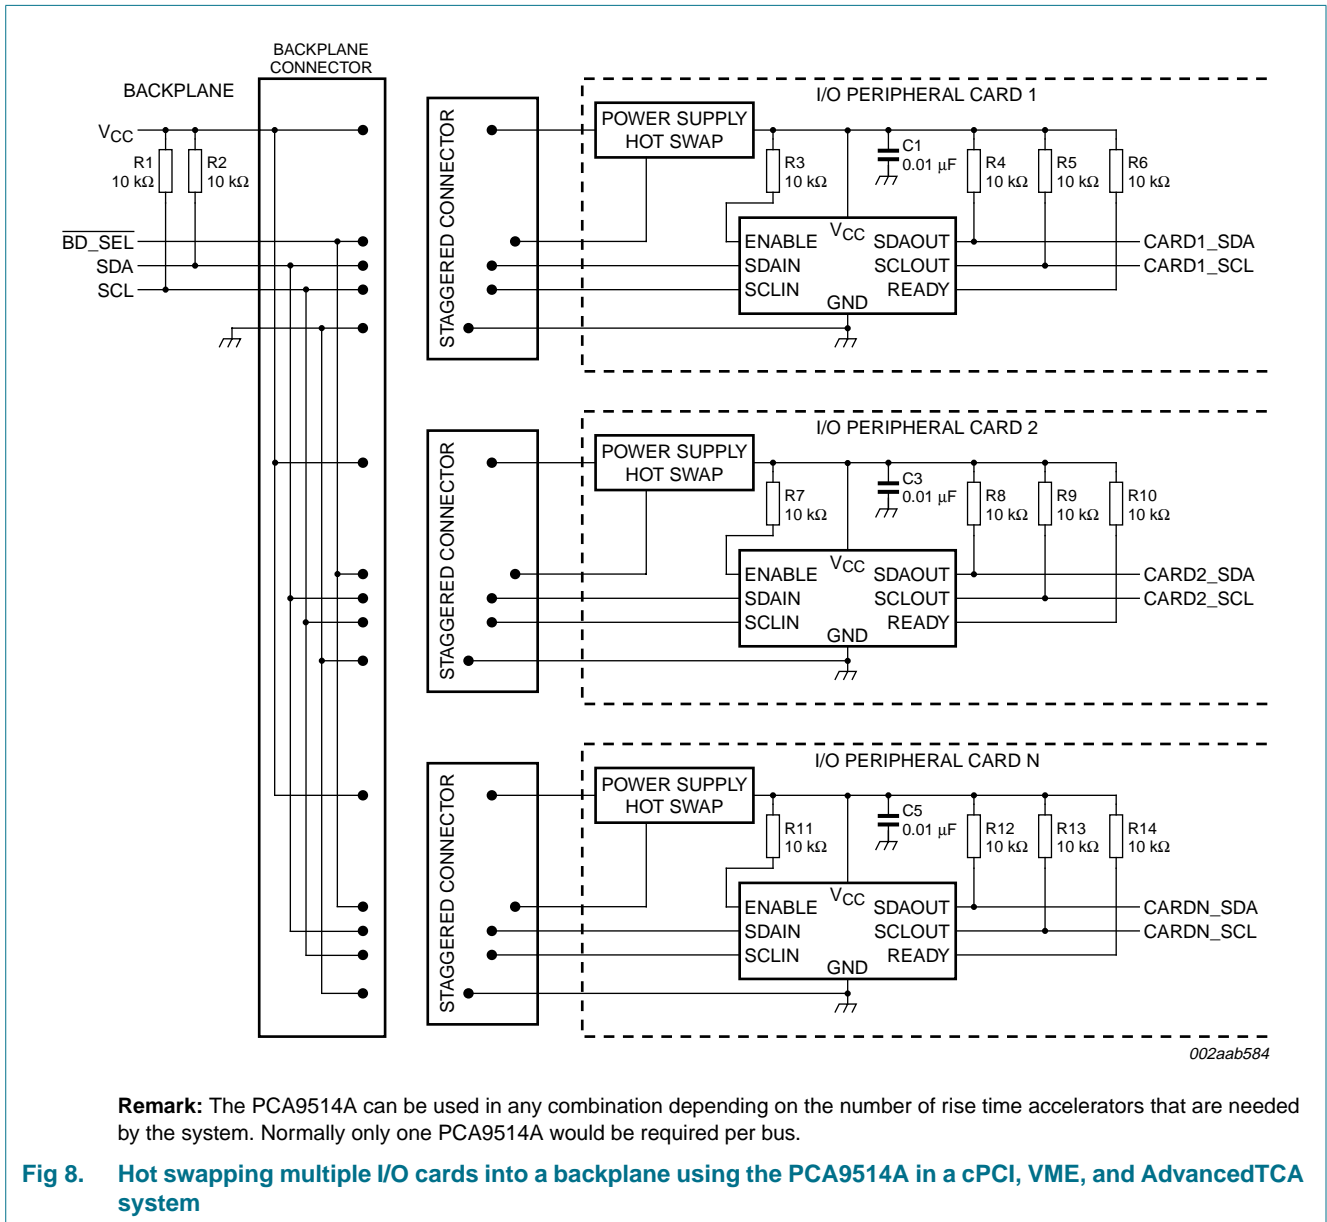 BACKPLANE
CONNECTOR
BACKPLANE
VCC
R1
10 kΩ
R2
10 kΩ
BD_SEL
SDA
SCL
STAGGERED CONNECTOR
I/O PERIPHERAL CARD 1
POWER SUPPLY
HOT SWAP
R3
10 kΩ
C1
0.01 μF
R4
10 kΩ
R5
10 kΩ
R6
10 kΩ
ENABLE
VCC
SDAOUT
CARD1_SDA
SDAIN
SCLOUT
CARD1_SCL
SCLIN
READY
GND
STAGGERED CONNECTOR
I/O PERIPHERAL CARD 2
POWER SUPPLY
HOT SWAP
R7
10 kΩ
C3
0.01 μF
R8
10 kΩ
R9
10 kΩ
R10
10 kΩ
ENABLE
VCC
SDAOUT
CARD2_SDA
SDAIN
SCLOUT
CARD2_SCL
SCLIN
READY
GND
STAGGERED CONNECTOR
I/O PERIPHERAL CARD N
POWER SUPPLY
HOT SWAP
R11
10 kΩ
C5
0.01 μF
R12
10 kΩ
R13
10 kΩ
R14
10 kΩ
ENABLE
VCC
SDAOUT
CARDN_SDA
SDAIN
SCLOUT
CARDN_SCL
SCLIN
READY
GND
002aab584
Remark: The PCA9514A can be used in any combination depending on the number of rise time accelerators that are needed
by the system. Normally only one PCA9514A would be required per bus.
Fig 8. Hot swapping multiple I/O cards into a backplane using the PCA9514A in a cPCI, VME, and AdvancedTCA
system